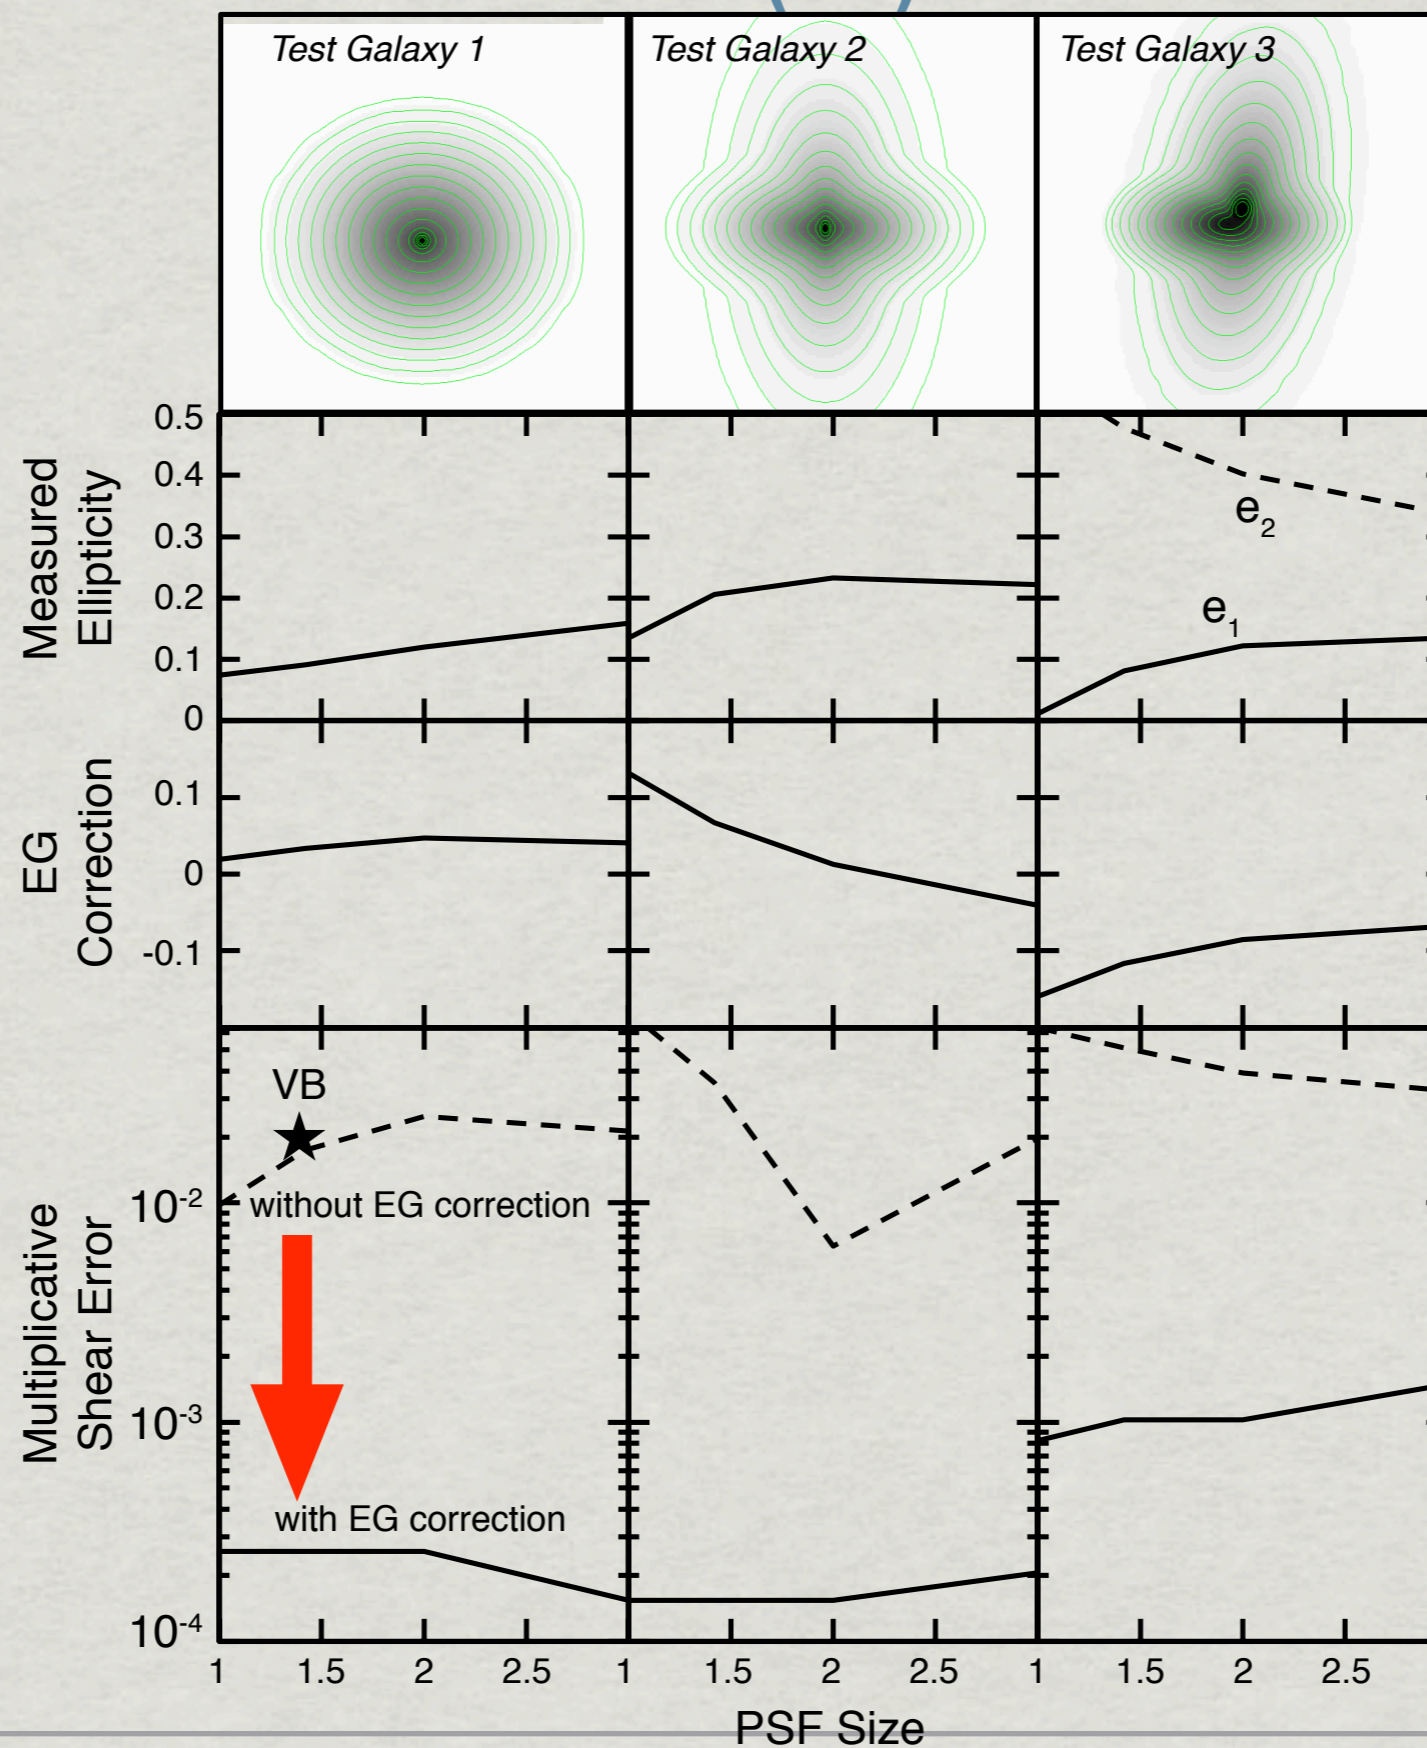 Test Galaxy 1
Test Galaxy 2
Test Galaxy 3
Measured
Ellipticity
0.5
0.4
0.3
0.2
0.1
0
e2
e1
EG
Correction
0.1
0
-0.1
Multiplicative
Shear Error
VB
10-2
without EG correction
10-3
with EG correction
10-4
1 1.5 2 2.5 1 1.5 2 2.5 1 1.5 2 2.5
PSF Size